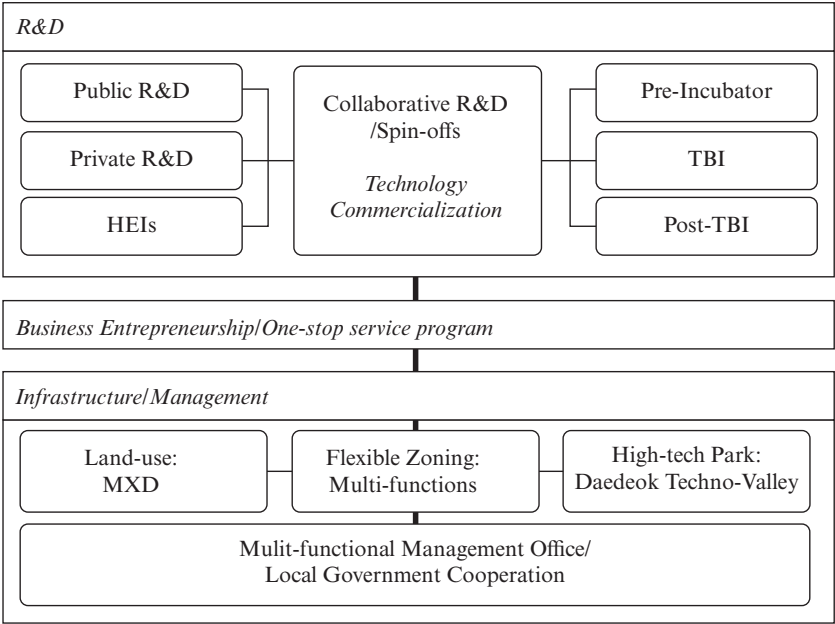 R&D
Public R&D
Private R&D
HEIs
Collaborative R&D
/Spin-offs
Technology
Commercialization
Pre-Incubator
TBI
Post-TBI
Business Entrepreneurship/One-stop service program
Infrastructure/Management
Land-use:
MXD
Flexible Zoning:
Multi-functions
High-tech Park:
Daedeok Techno-Valley
Mulit-functional Management Office/
Local Government Cooperation